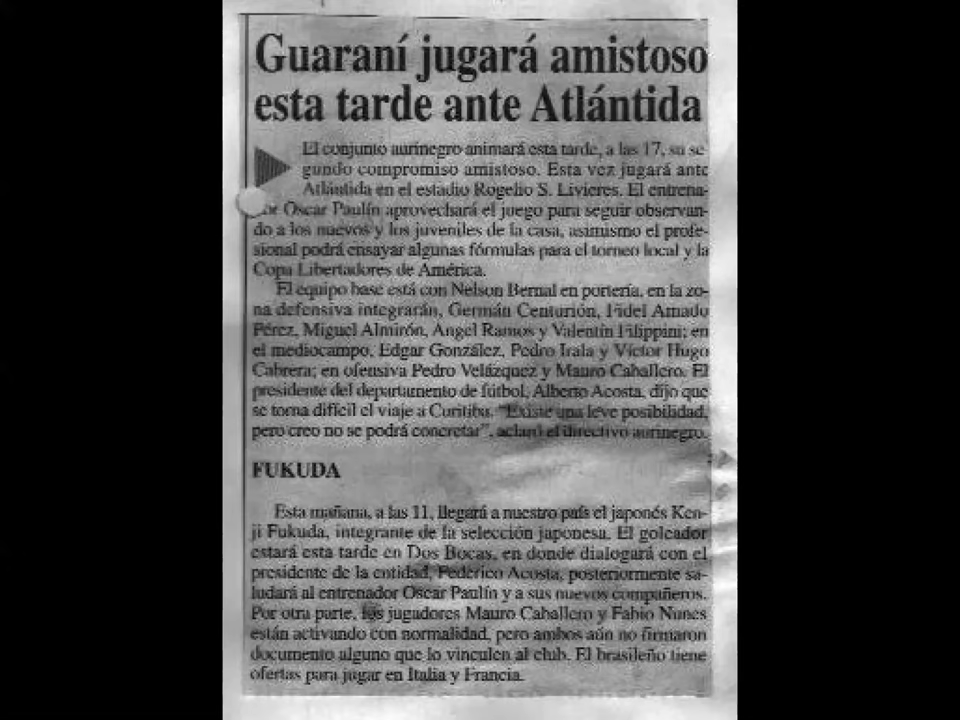 Guaraní jugará amistoso
esta tarde ante Atlántida
El conjunto aurinegro animará esta tarde, a las 17, su se-
gundo compromiso amistoso. Esta vez jugará ante
Atlántida en el estadio Rogelio S. Livieres. El entrena-
dor Oscar Paulín aprovechará el juego para seguir observan-
do a los nuevos y los juveniles de la casa, asimismo el profe-
sional podrá ensayar algunas fórmulas para el torneo local y la
Copa Libertadores de América.
El equipo base está con Nelson Bernal en portería, en la zo-
na defensiva integrarán, Germán Centurión, Fidel Amado
Pérez, Miguel Almirón, Angel Ramos y Valentín Filippini; en
el mediocampo, Edgar González, Pedro Irala y Víctor Hugo
Cabrera; en ofensiva Pedro Velázquez y Mauro Caballero. El
presidente del departamento de fútbol, Alberto Acosta, dijo que
se torna difícil el viaje a Curitiba. "Existe una leve posibilidad,
pero creo no se podrá concretar", aclaró el directivo aurinegro.
FUKUDA
Esta mañana, a las 11, llegará a nuestro país el japonés Ken-
ji Fukuda, integrante de la selección japonesa. El goleador
estará esta tarde en Dos Bocas, en donde dialogará con el
presidente de la entidad, Federico Acosta, posteriormente sa-
ludará al entrenador Oscar Paulín y a sus nuevos compañeros.
Por otra parte, los jugadores Mauro Caballero y Fabio Nunes
están activando con normalidad, pero ambos aún no firmaron
documento alguno que lo vinculen al club. El brasileño tiene
ofertas para jugar en Italia y Francia.